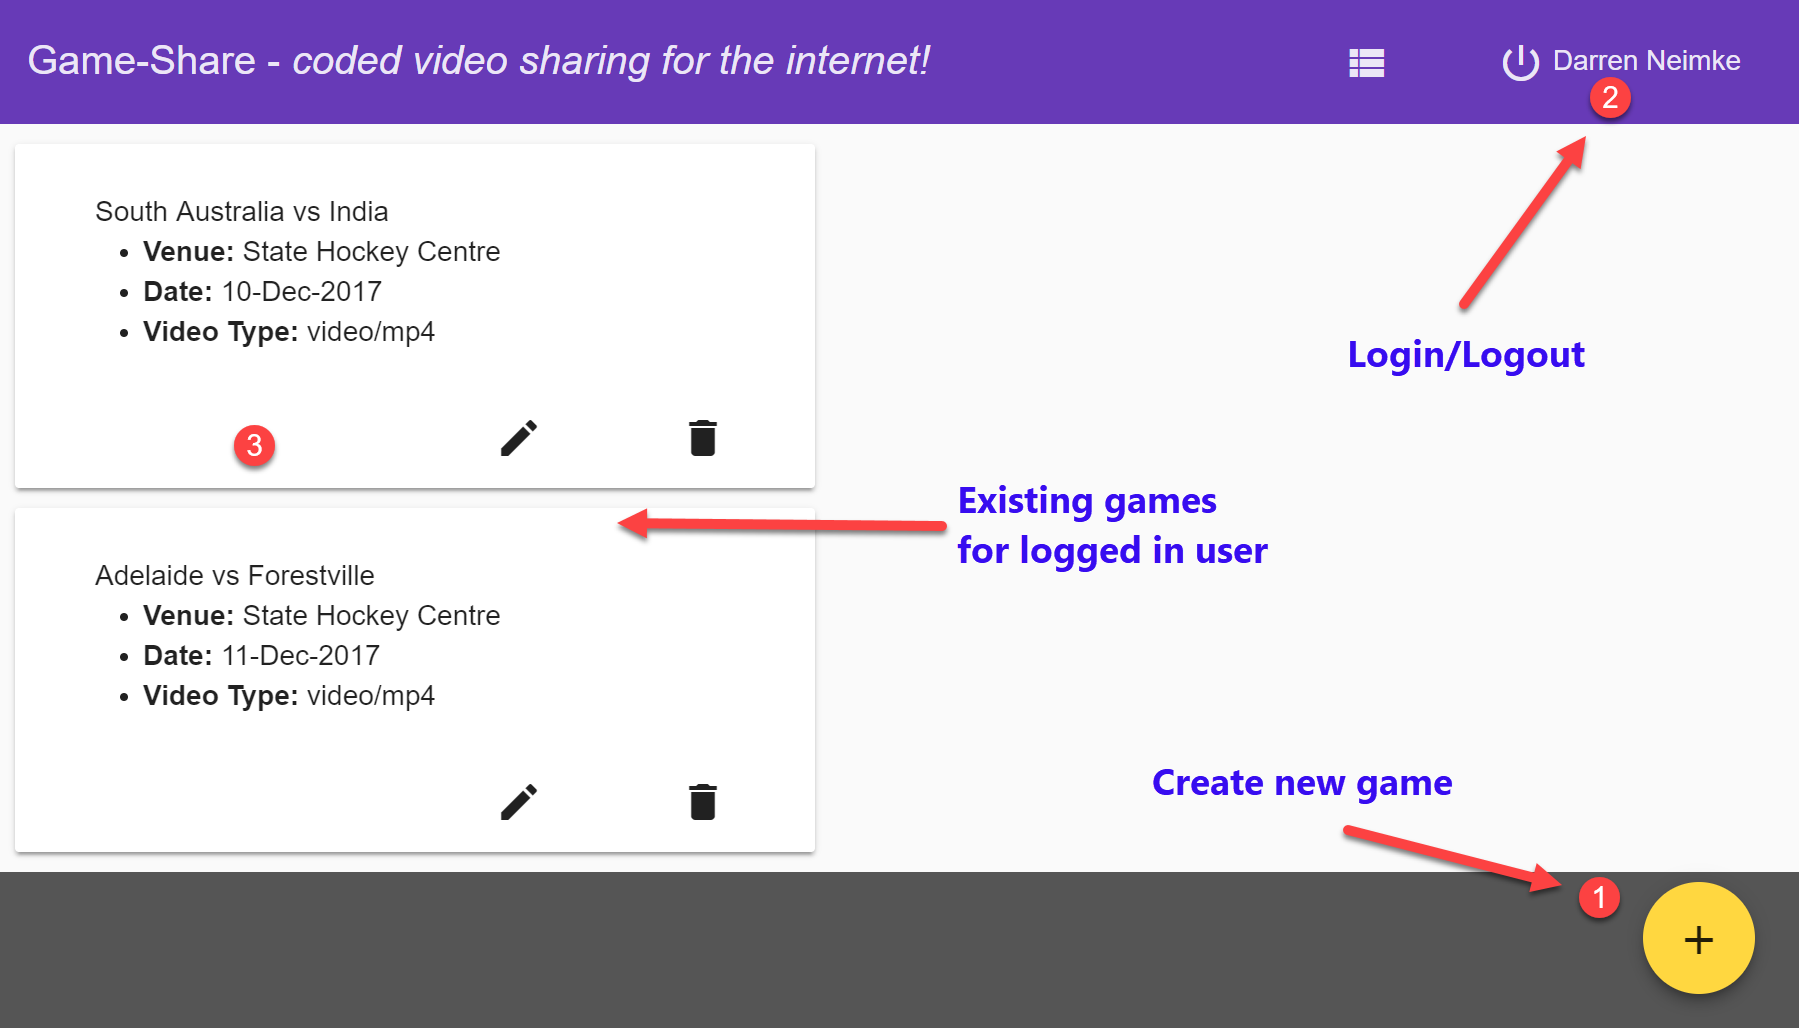 Game-Share - coded video sharing for the internet!
Darren Neimke
2
South Australia vs India
Venue: State Hockey Centre
Date: 10-Dec-2017
Video Type: video/mp4
3
Login/Logout
Existing games
for logged in user
Adelaide vs Forestville
Venue: State Hockey Centre
Date: 11-Dec-2017
Video Type: video/mp4
Create new game
1
+